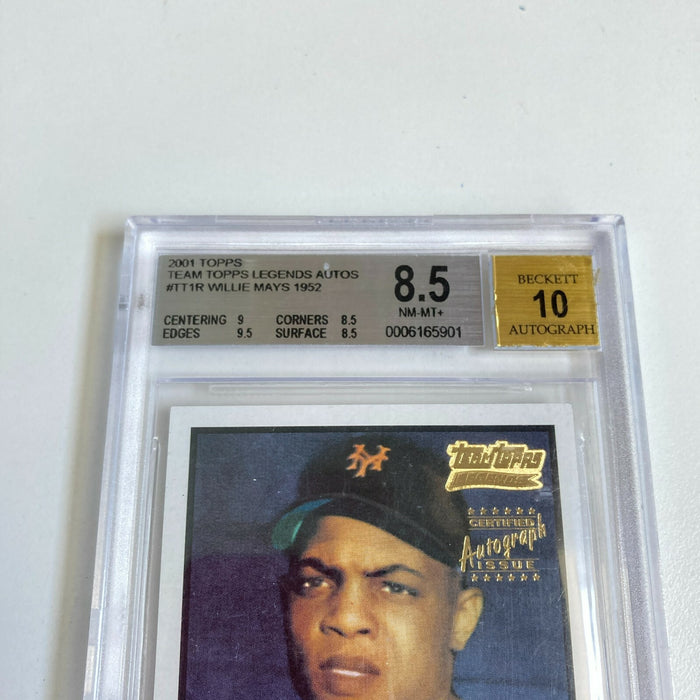 2001 TOPPS
TEAM TOPPS LEGENDS AUTOS
#TT1R WILLIE MAYS 1952
CENTERING 9 CORNERS 8.5
EDGES 9.5 SURFACE 8.5
8.5
NM-MT+
0006165901
BECKETT
10
AUTOGRAPH
NY
TEAM TOPPS
LEGENDS
CERTIFIED
Autograph
ISSUE